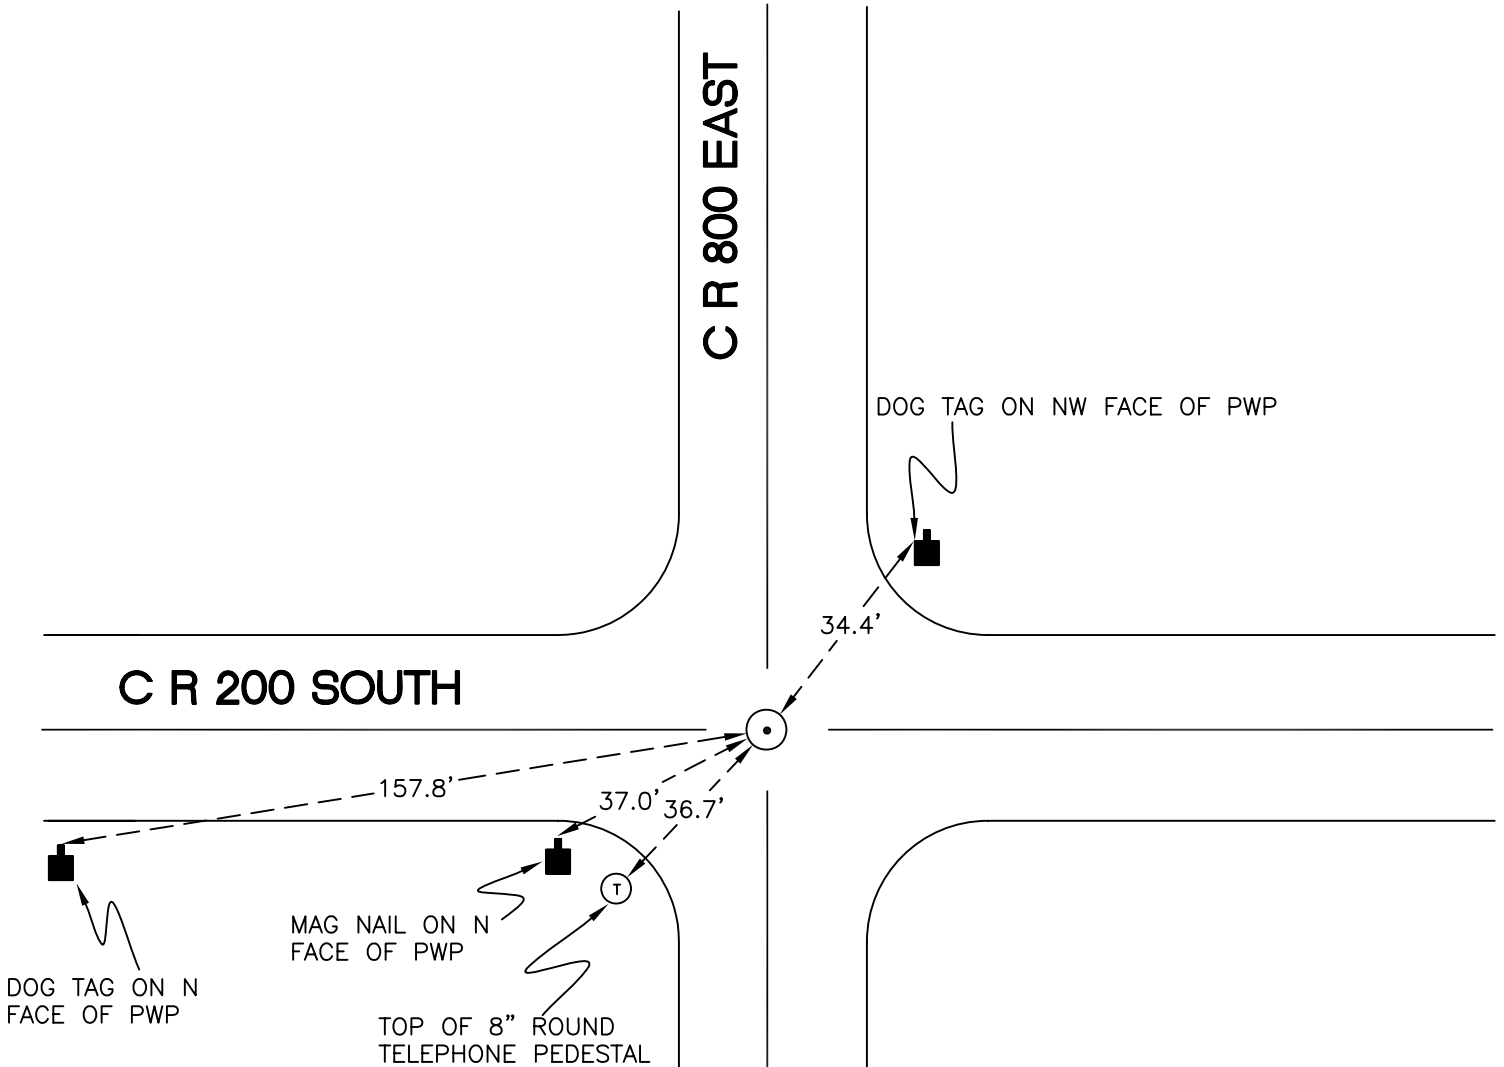 C R 800 EAST
DOG TAG ON NW FACE OF PWP
34.4’
C R 200 SOUTH
157.8’
37.0’
36.7’
T
MAG NAIL ON N
FACE OF PWP
DOG TAG ON N
FACE OF PWP
TOP OF 8” ROUND
TELEPHONE PEDESTAL